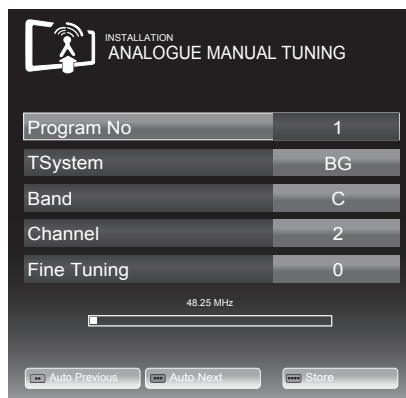 INSTALLATION
ANALOGUE MANUAL TUNING
Program No 1
TSystem BG
Band C
Channel 2
Fine Tuning 0
48.25 MHz
Auto Previous Auto Next Store